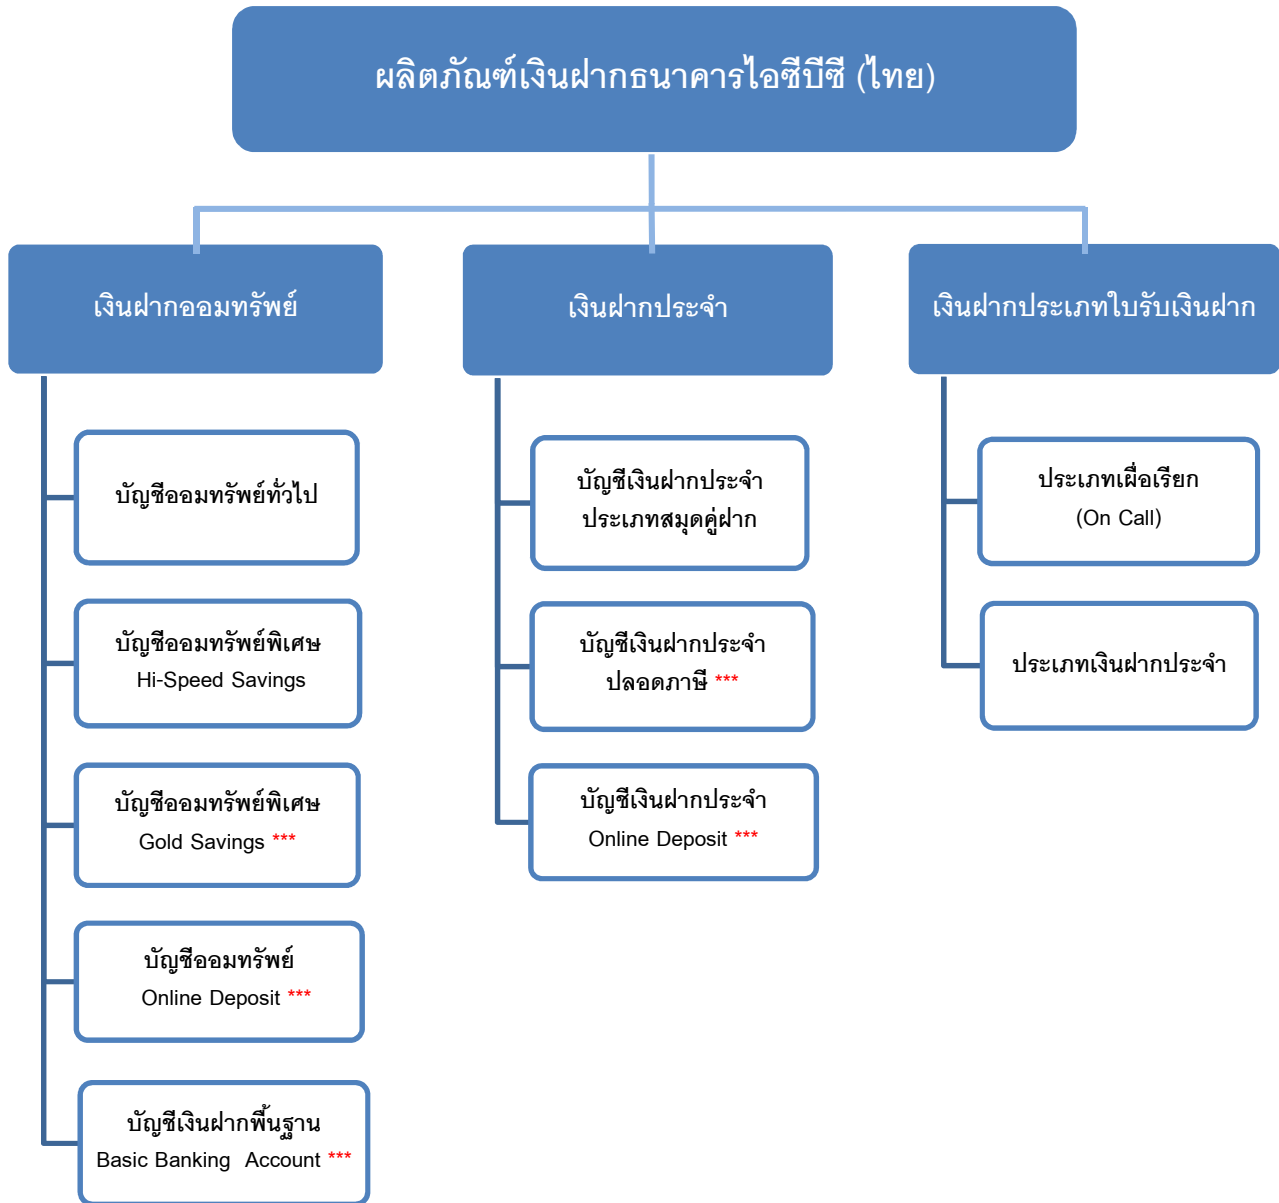 ผลิตภัณฑ์เงินฝากธนาคารไอซีบีซี (ไทย)
เงินฝากออมทรัพย์
บัญชีออมทรัพย์ทั่วไป
บัญชีออมทรัพย์พิเศษ
Hi-Speed Savings
บัญชีออมทรัพย์พิเศษ
Gold Savings ***
บัญชีออมทรัพย์
Online Deposit ***
บัญชีเงินฝากพื้นฐาน
Basic Banking Account ***
เงินฝากประจำ
บัญชีเงินฝากประจำ
ประเภทสมุดคู่ฝาก
บัญชีเงินฝากประจำ
ปลอดภาษี ***
บัญชีเงินฝากประจำ
Online Deposit ***
เงินฝากประเภทใบรับเงินฝาก
ประเภทเผื่อเรียก
(On Call)
ประเภทเงินฝากประจำ